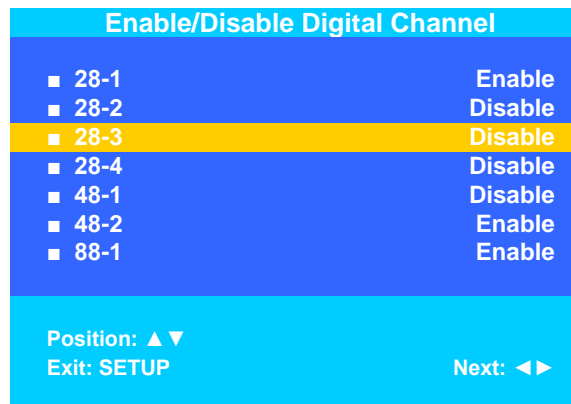 Enable/Disable Digital Channel
■ 28-1 Enable
■ 28-2 Disable
■ 28-3 Disable
■ 28-4 Disable
■ 48-1 Disable
■ 48-2 Enable
■ 88-1 Enable
Position: ▲▼
Exit: SETUP Next: ◄►